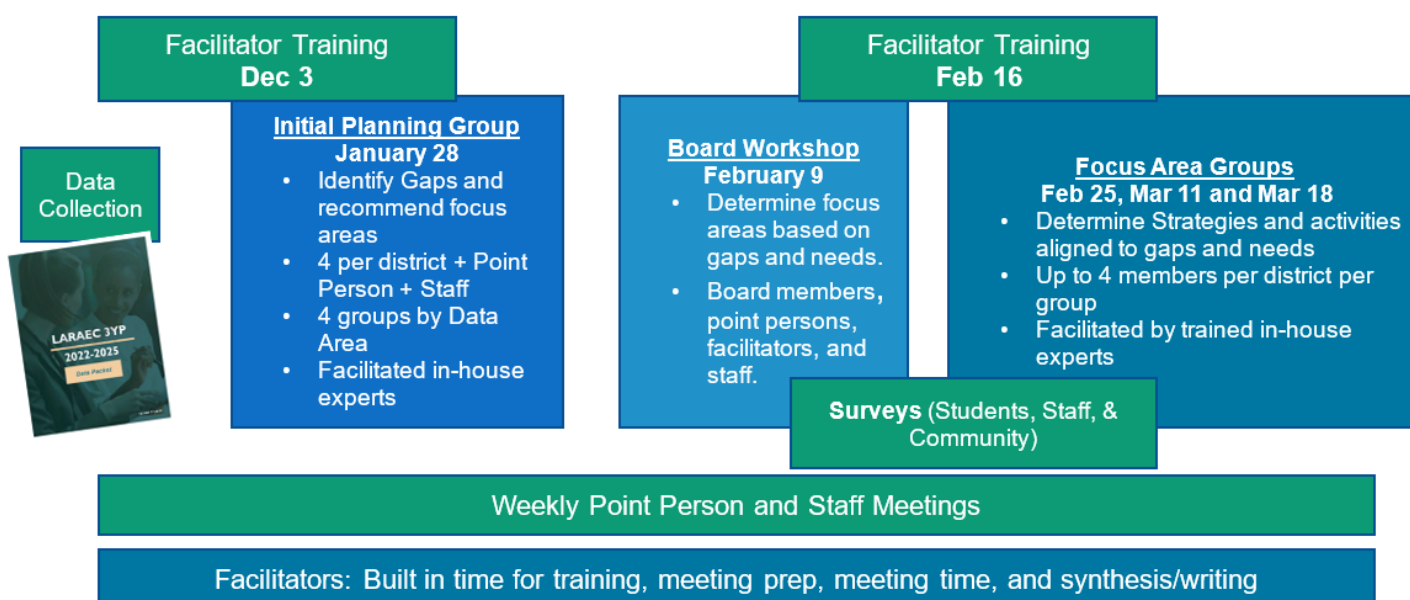 Facilitator Training
Dec 3
Facilitator Training
Feb 16
Data
Collection
LARAEC 3YP
2022-2025
Data Packet
Initial Planning Group
January 28
• Identify Gaps and
recommend focus
areas
• 4 per district + Point
Person + Staff
• 4 groups by Data
Area
• Facilitated in-house
experts
Board Workshop
February 9
• Determine focus
areas based on
gaps and needs.
• Board members,
point persons,
facilitators, and
staff.
Focus Area Groups
Feb 25, Mar 11 and Mar 18
• Determine Strategies and activities
aligned to gaps and needs
• Up to 4 members per district per
group
• Facilitated by trained in-house
experts
Surveys (Students, Staff, &
Community)
Weekly Point Person and Staff Meetings
Facilitators: Built in time for training, meeting prep, meeting time, and synthesis/writing